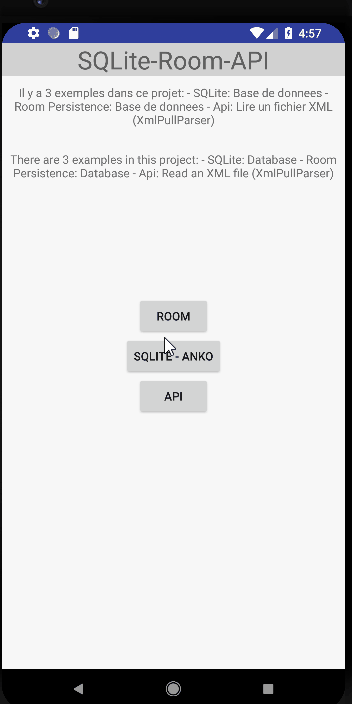 4:57
SQLite-Room-API
Il y a 3 exemples dans ce projet: - SQLite: Base de donnees -
Room Persistence: Base de donnees - Api: Lire un fichier XML
(XmlPullParser)
There are 3 examples in this project: - SQLite: Database - Room
Persistence: Database - Api: Read an XML file (XmlPullParser)
ROOM
SQLITE - ANKO
API